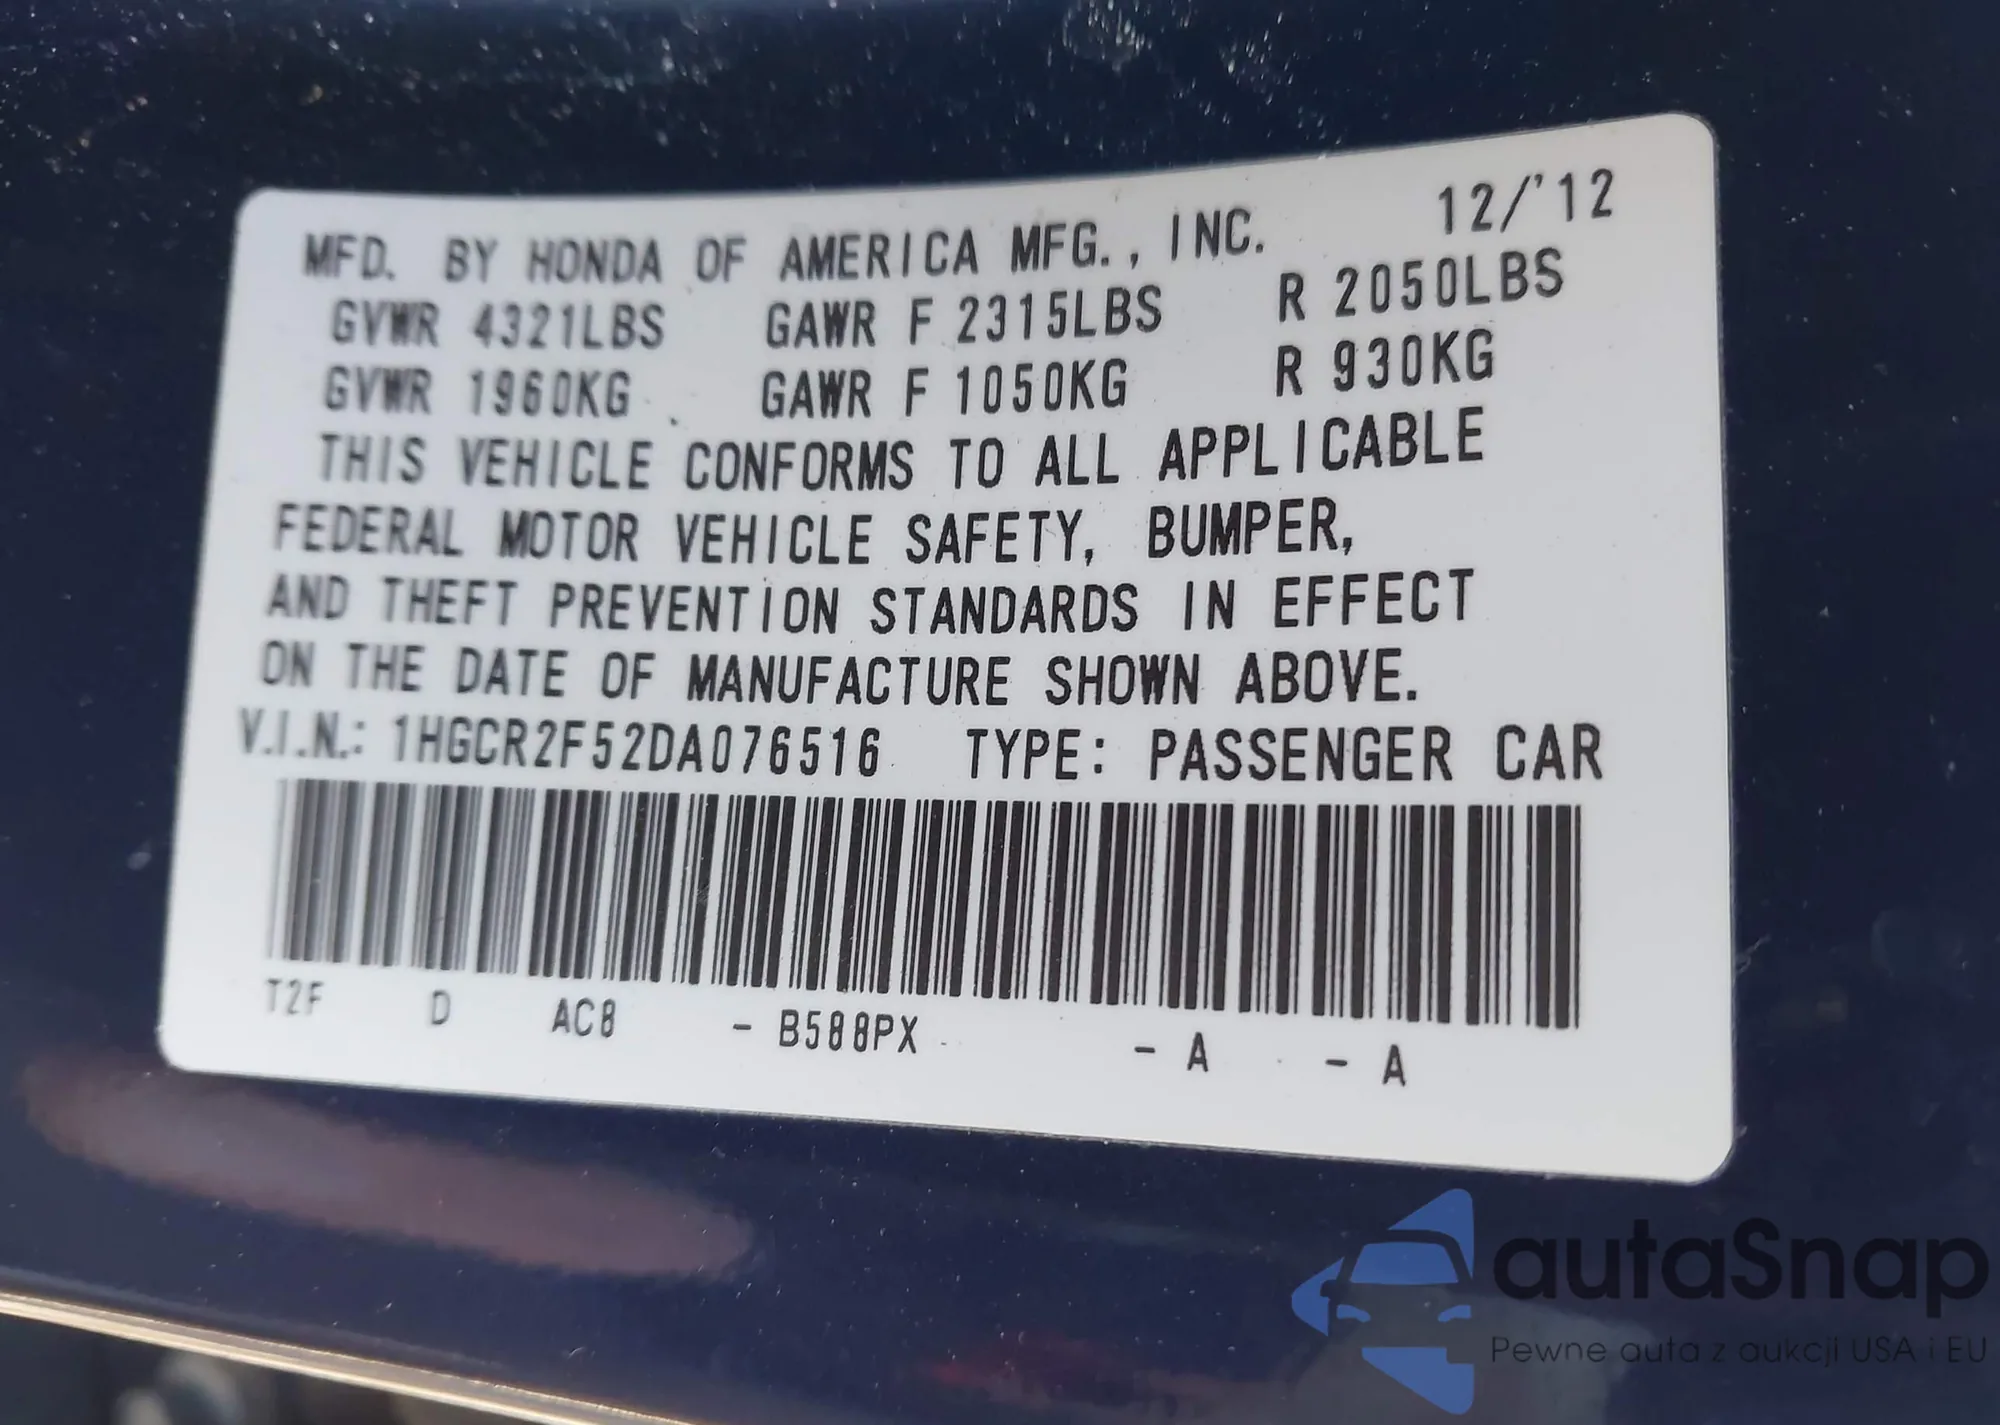 MFD. BY HONDA OF AMERICA MFG., INC. 12/'12
GVWR 4321LBS GAWR F 2315LBS R 2050LBS
GVWR 1960KG GAWR F 1050KG R 930KG
THIS VEHICLE CONFORMS TO ALL APPLICABLE
FEDERAL MOTOR VEHICLE SAFETY, BUMPER,
AND THEFT PREVENTION STANDARDS IN EFFECT
ON THE DATE OF MANUFACTURE SHOWN ABOVE.
V.I.N.: 1HGCR2F52DA076516 TYPE: PASSENGER CAR
T2F D AC8 - B588PX - A - A
autaSnap
Pewne auta z aukcji USA i EU